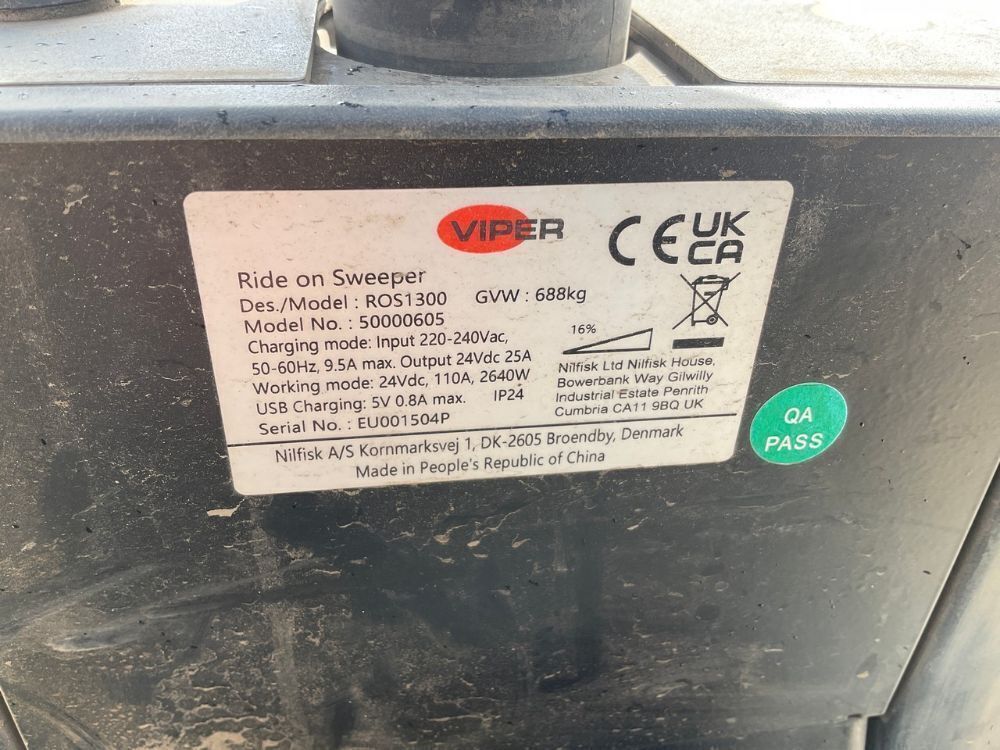 VIPER
CE UK
CA
Ride on Sweeper
Des./Model : ROS1300 GVW : 688kg
Model No. : 50000605
Charging mode: Input 220-240Vac,
50-60Hz, 9.5A max. Output 24Vdc 25A
Working mode: 24Vdc, 110A, 2640W
USB Charging: 5V 0.8A max. IP24
Serial No. : EU001504P
16%
Nilfisk Ltd Nilfisk House,
Bowerbank Way Gilwilly
Industrial Estate Penrith
Cumbria CA11 9BQ UK
Nilfisk A/S Kornmarksvej 1, DK-2605 Broendby, Denmark
Made in People's Republic of China
QA
PASS